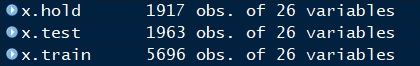 x.hold 1917 obs. of 26 variables
x.test 1963 obs. of 26 variables
x.train 5696 obs. of 26 variables